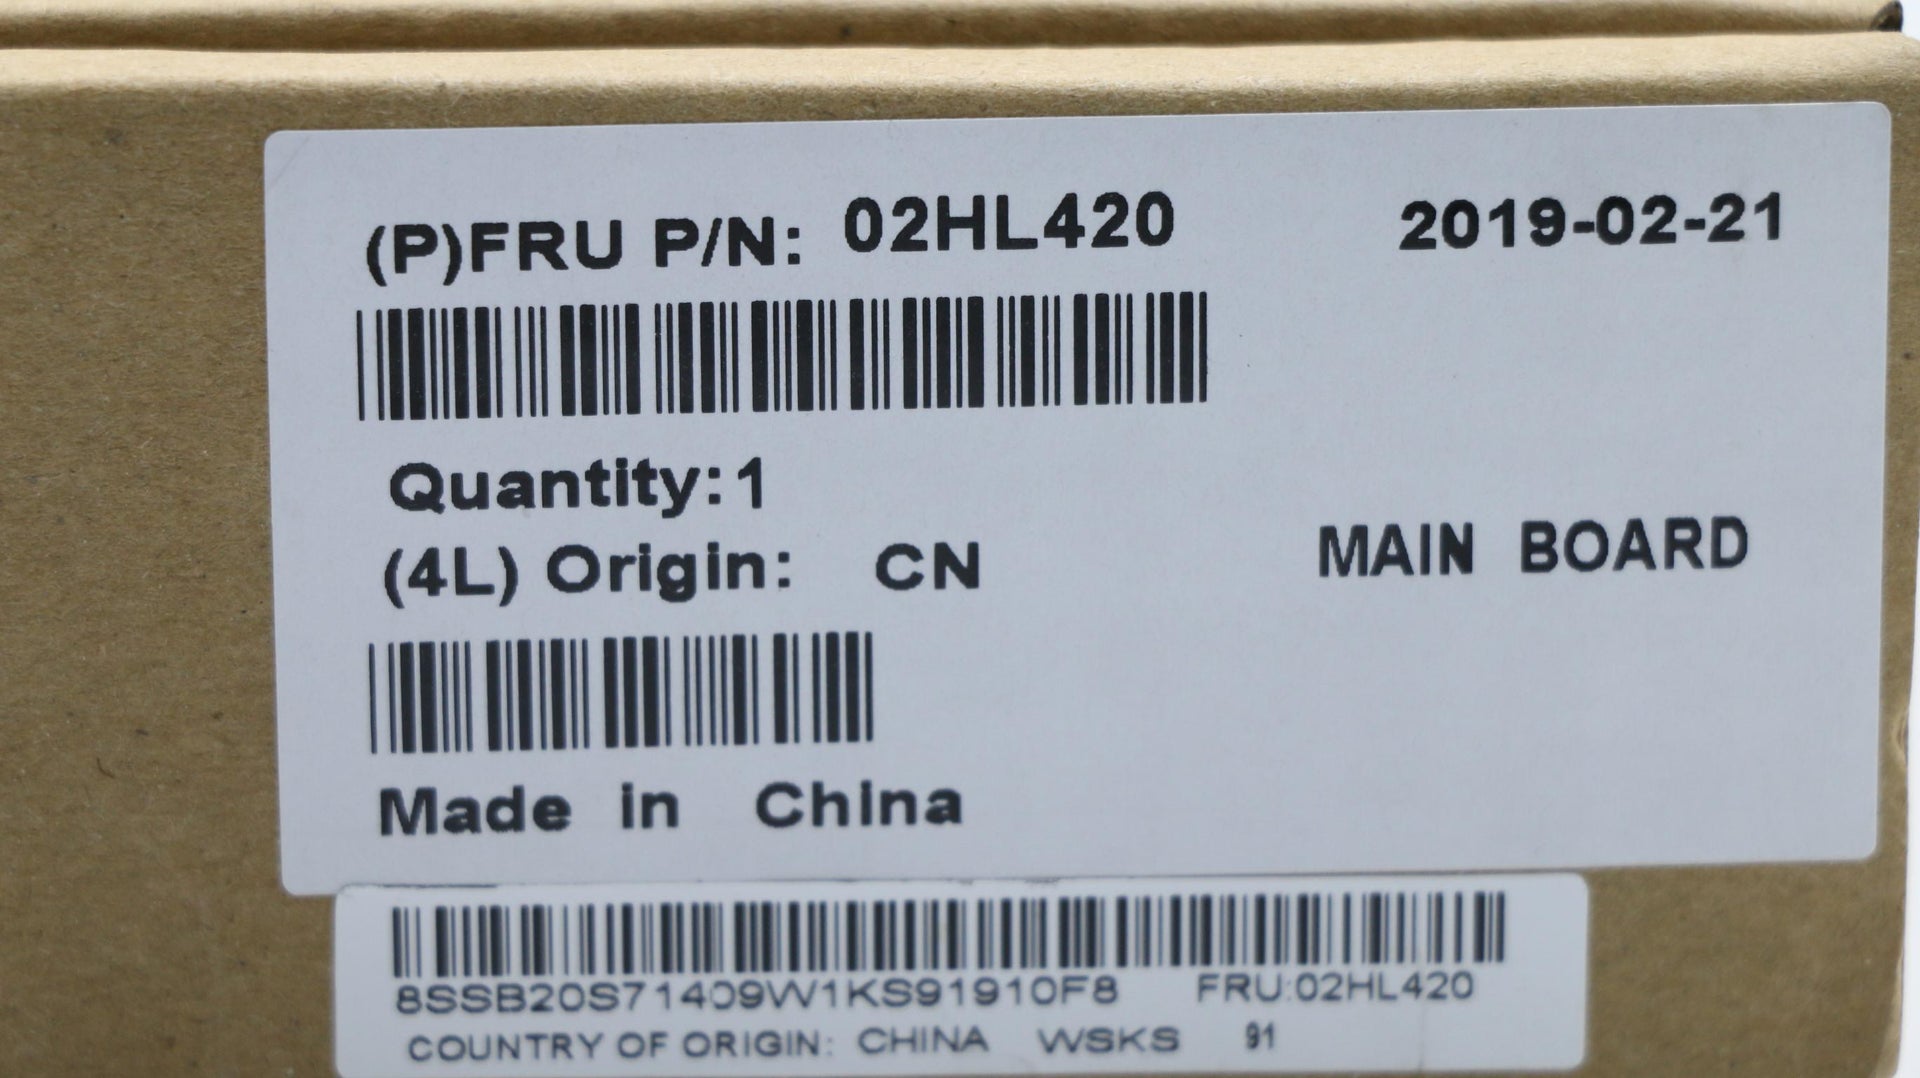 (P)FRU P/N: 02HL420 2019-02-21
Quantity:1
(4L) Origin: CN MAIN BOARD
Made in China
8SSB20S71409W1KS91910F8 FRU:02HL420
COUNTRY OF ORIGIN: CHINA WSKS 91